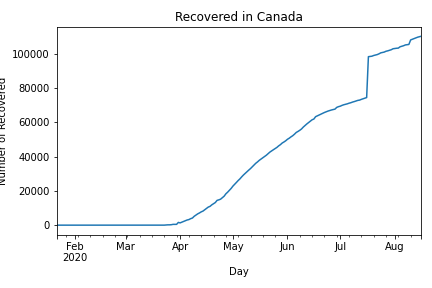 Recovered in Canada
100000
80000
60000
40000
20000
0
Number of Recovered
Feb
2020
Mar
Apr
May
Jun
Jul
Aug
Day